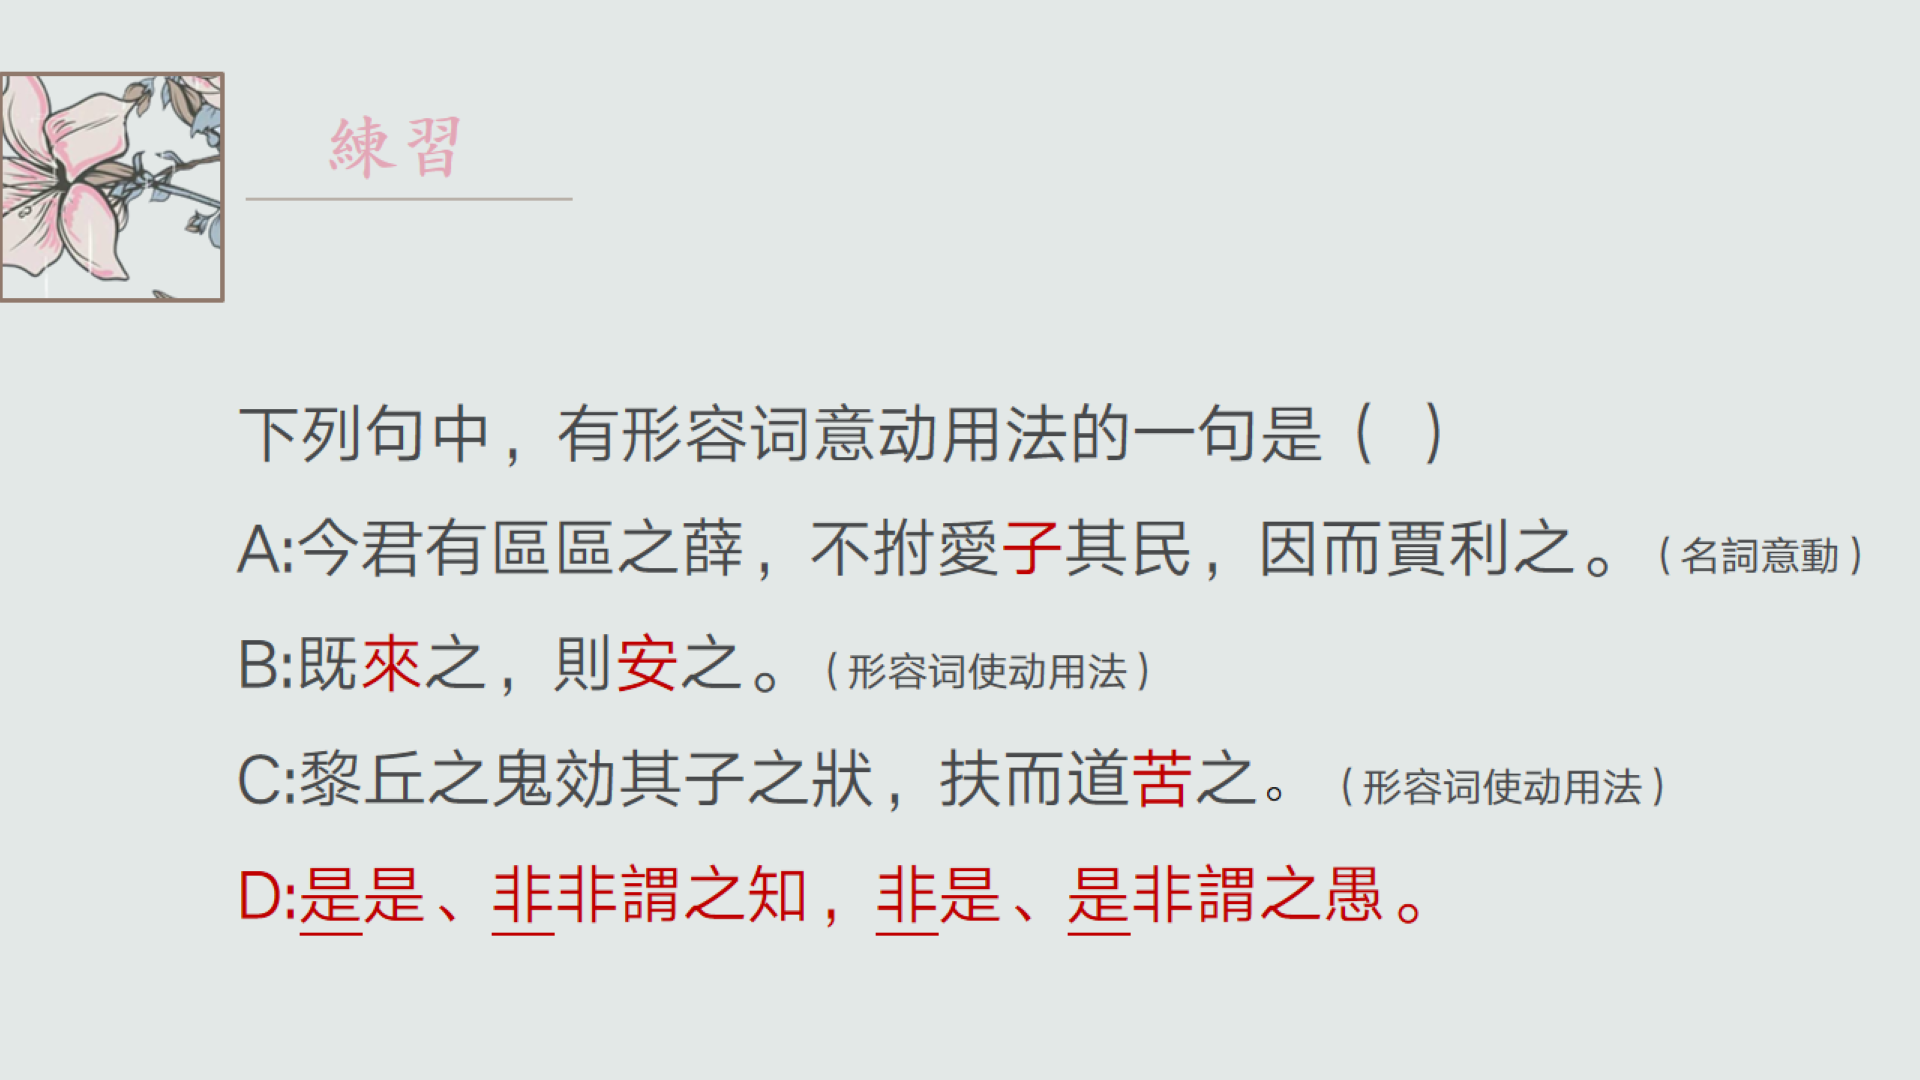 練習
下列句中，有形容词意动用法的一句是（ ）
A:今君有區區之薛，不拊愛子其民，因而賈利之。（名詞意動）
B:既來之，則安之。（形容词使动用法）
C:黎丘之鬼効其子之狀，扶而道苦之。（形容词使动用法）
D:是是、非非謂之知，非是、是非謂之愚。